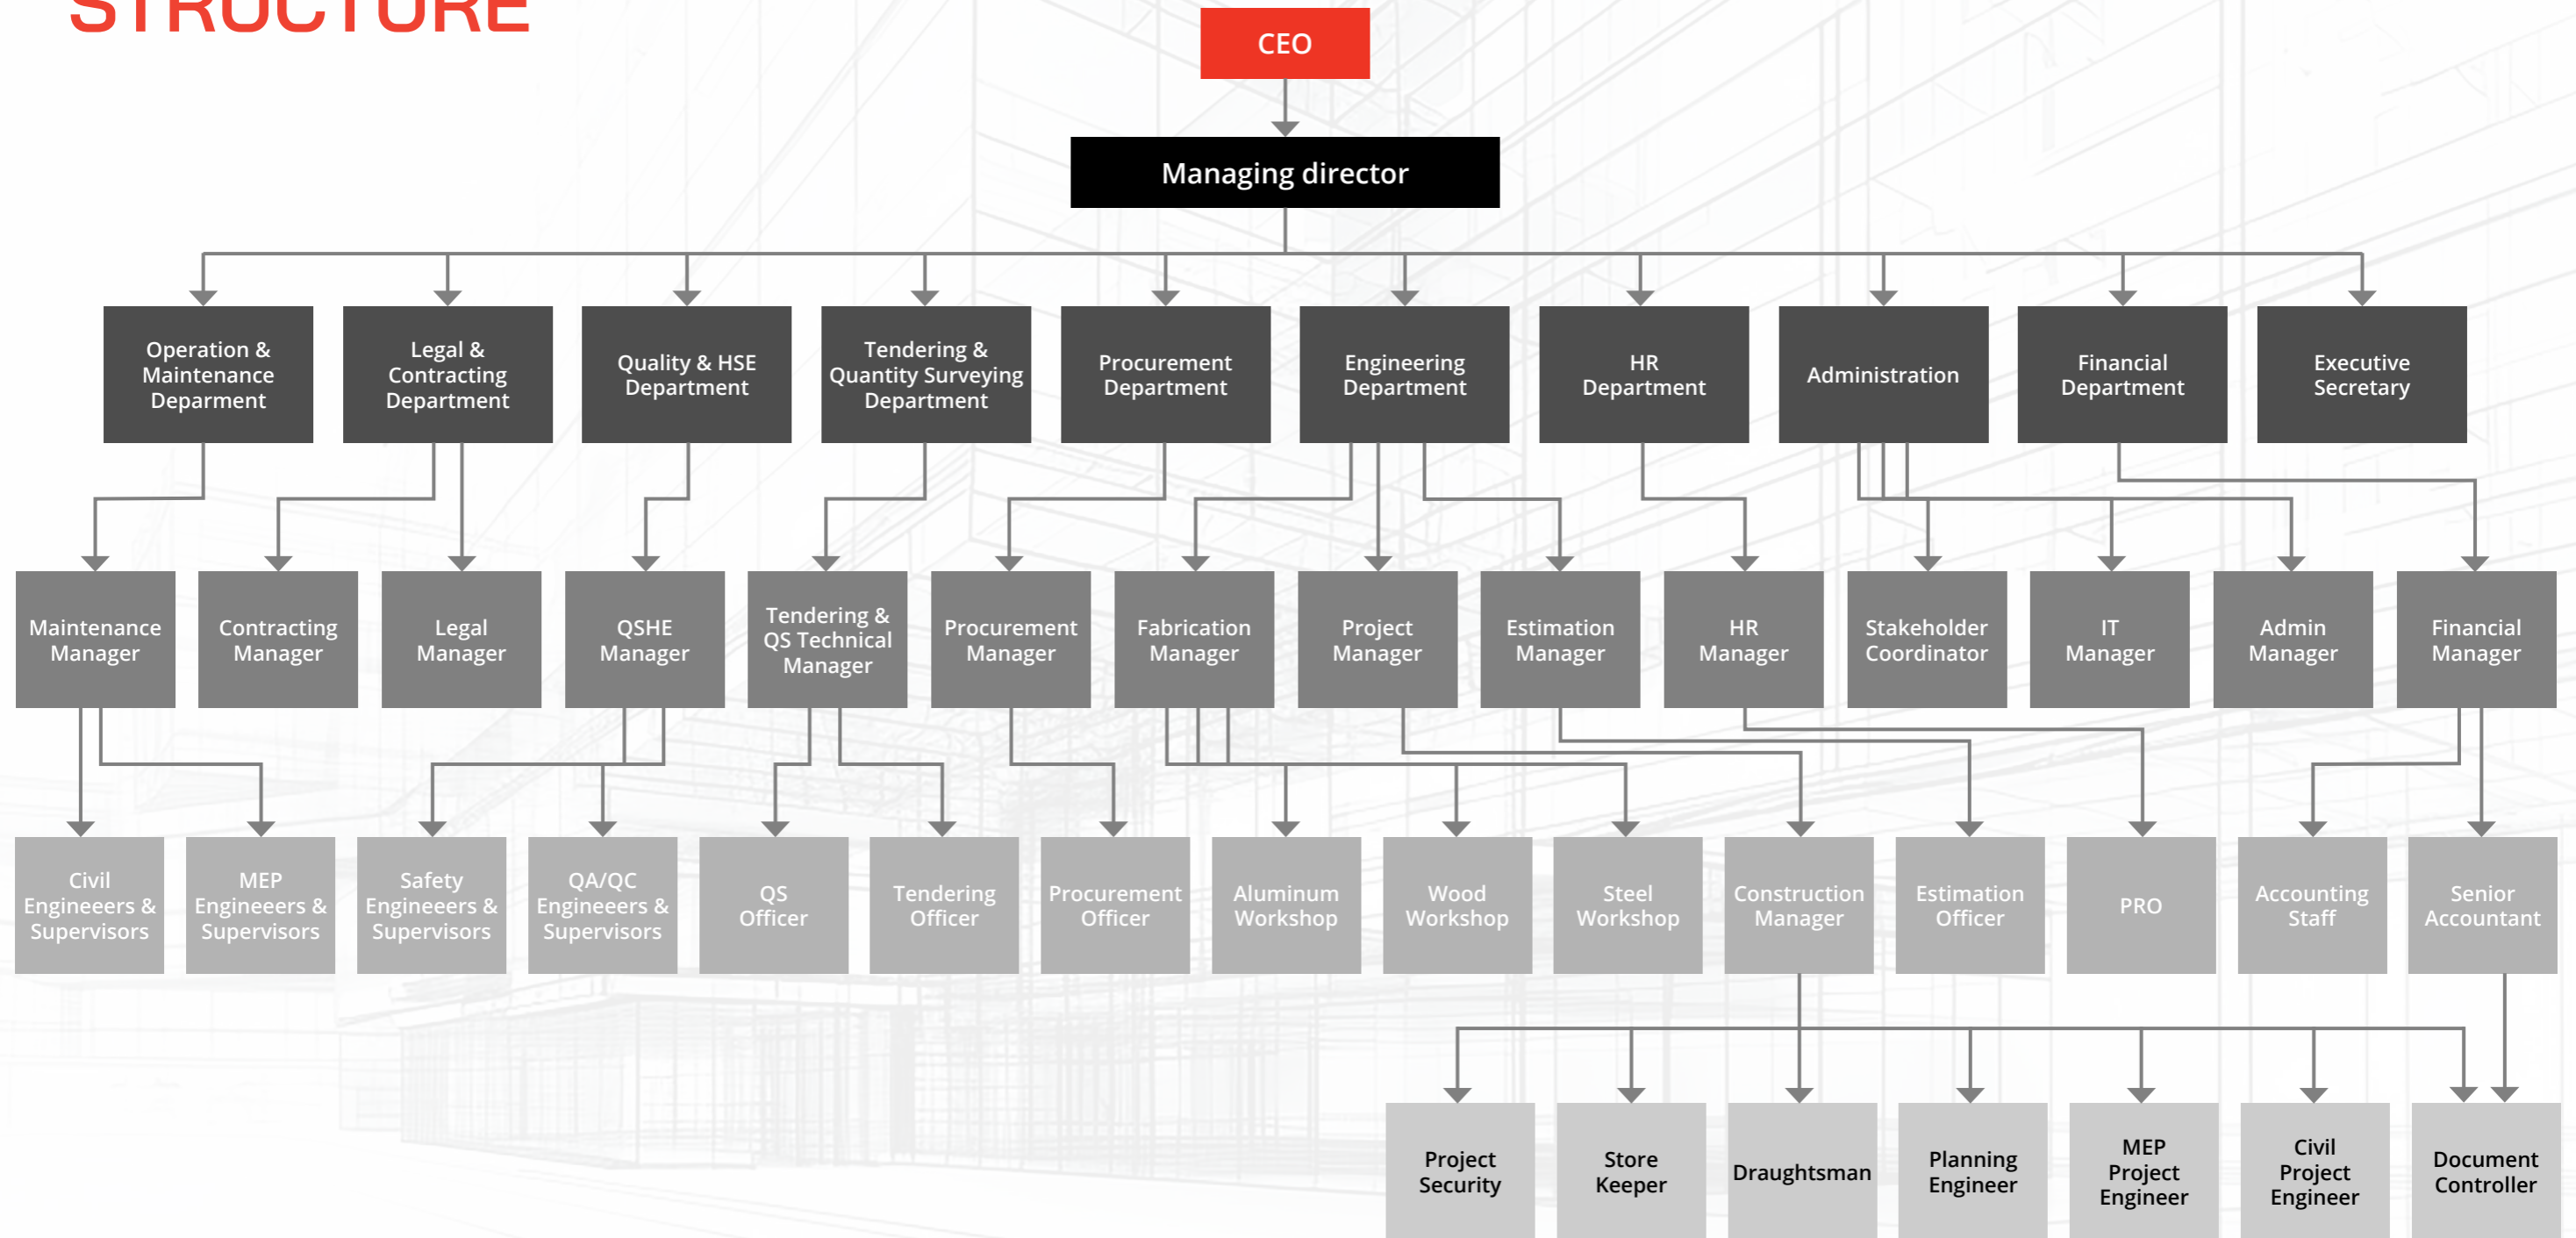 STRUCTURE
CEO
Managing director
Operation &
Maintenance
Deparment
Legal &
Contracting
Department
Quality & HSE
Department
Tendering &
Quantity Surveying
Department
Procurement
Department
Engineering
Department
HR
Department
Administration
Financial
Department
Executive
Secretary
Maintenance
Manager
Contracting
Manager
Legal
Manager
QSHE
Manager
Tendering &
QS Technical
Manager
Procurement
Manager
Fabrication
Manager
Project
Manager
Estimation
Manager
HR
Manager
Stakeholder
Coordinator
IT
Manager
Admin
Manager
Financial
Manager
Civil
Engineeers &
Supervisors
MEP
Engineeers &
Supervisors
Safety
Engineeers &
Supervisors
QA/QC
Engineeers &
Supervisors
QS
Officer
Tendering
Officer
Procurement
Officer
Aluminum
Workshop
Wood
Workshop
Steel
Workshop
Construction
Manager
Estimation
Officer
PRO
Accounting
Staff
Senior
Accountant
Project
Security
Store
Keeper
Draughtsman
Planning
Engineer
MEP
Project
Engineer
Civil
Project
Engineer
Document
Controller